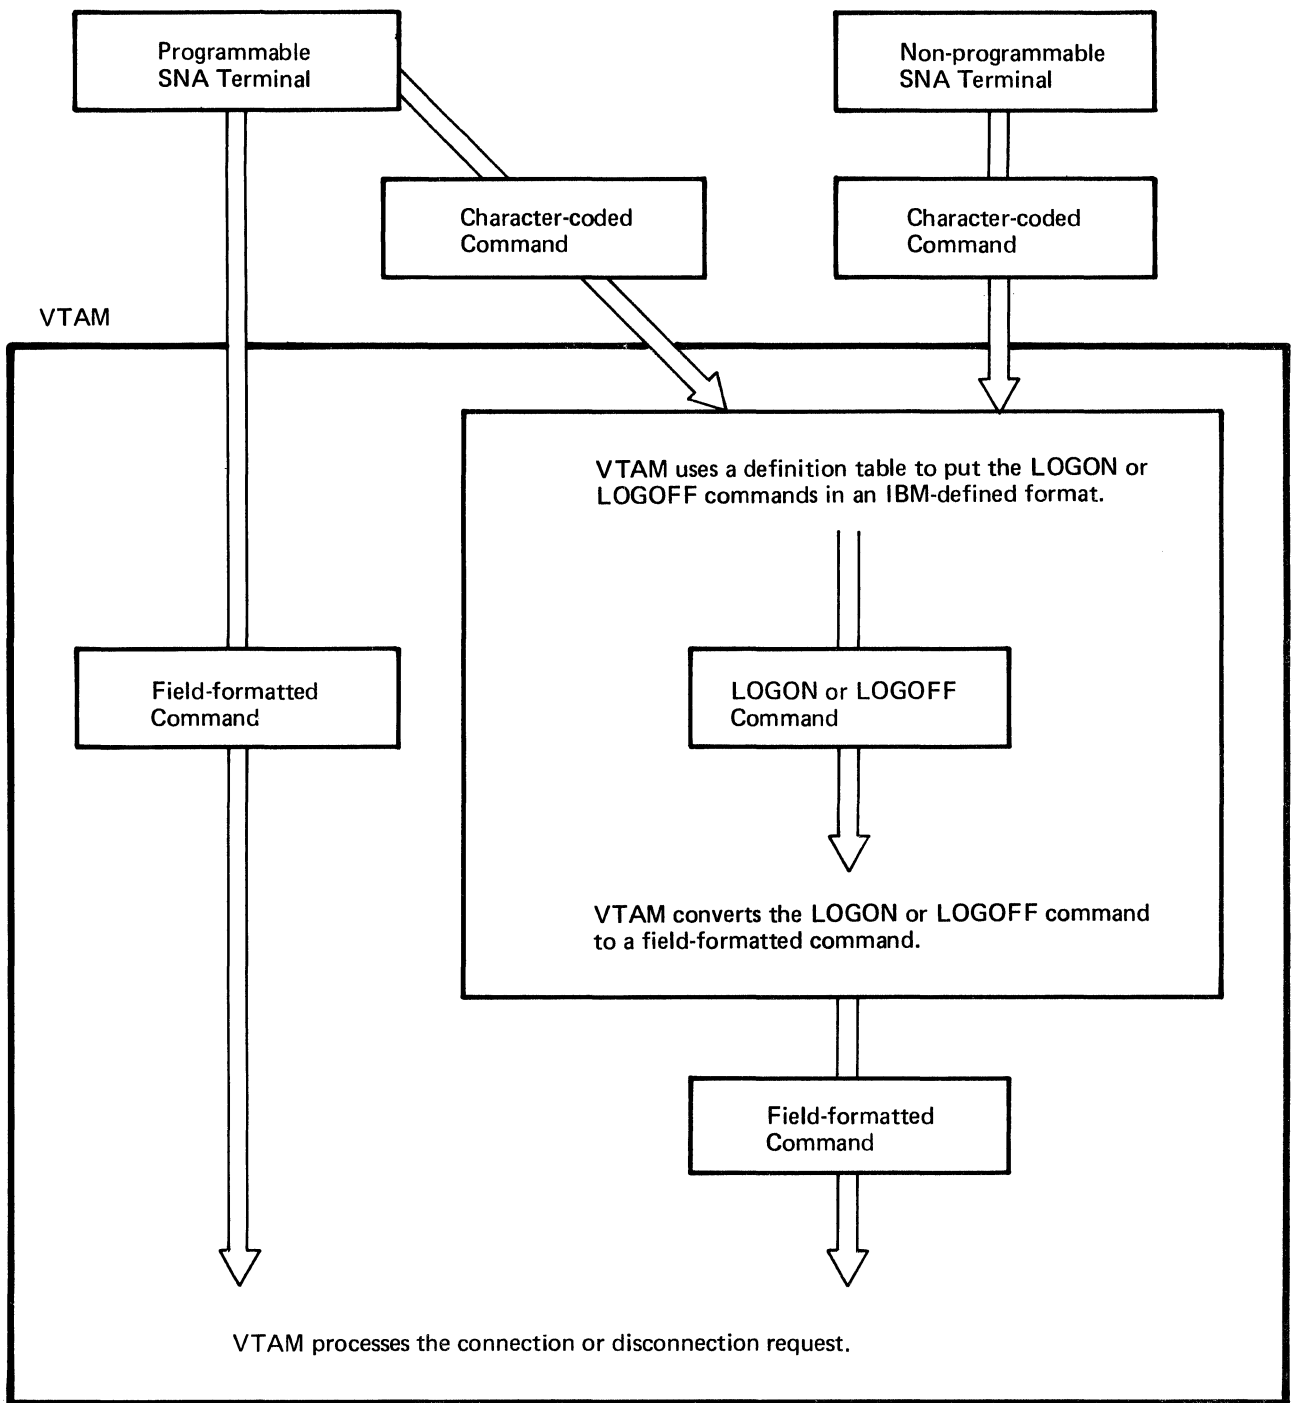 Programmable
SNA Terminal
Non-programmable
SNA Terminal
Character-coded
Command
Character-coded
Command
VTAM
VTAM uses a definition table to put the LOGON or
LOGOFF commands in an IBM-defined format.
Field-formatted
Command
LOGON or LOGOFF
Command
VTAM converts the LOGON or LOGOFF command
to a field-formatted command.
Field-formatted
Command
VTAM processes the connection or disconnection request.